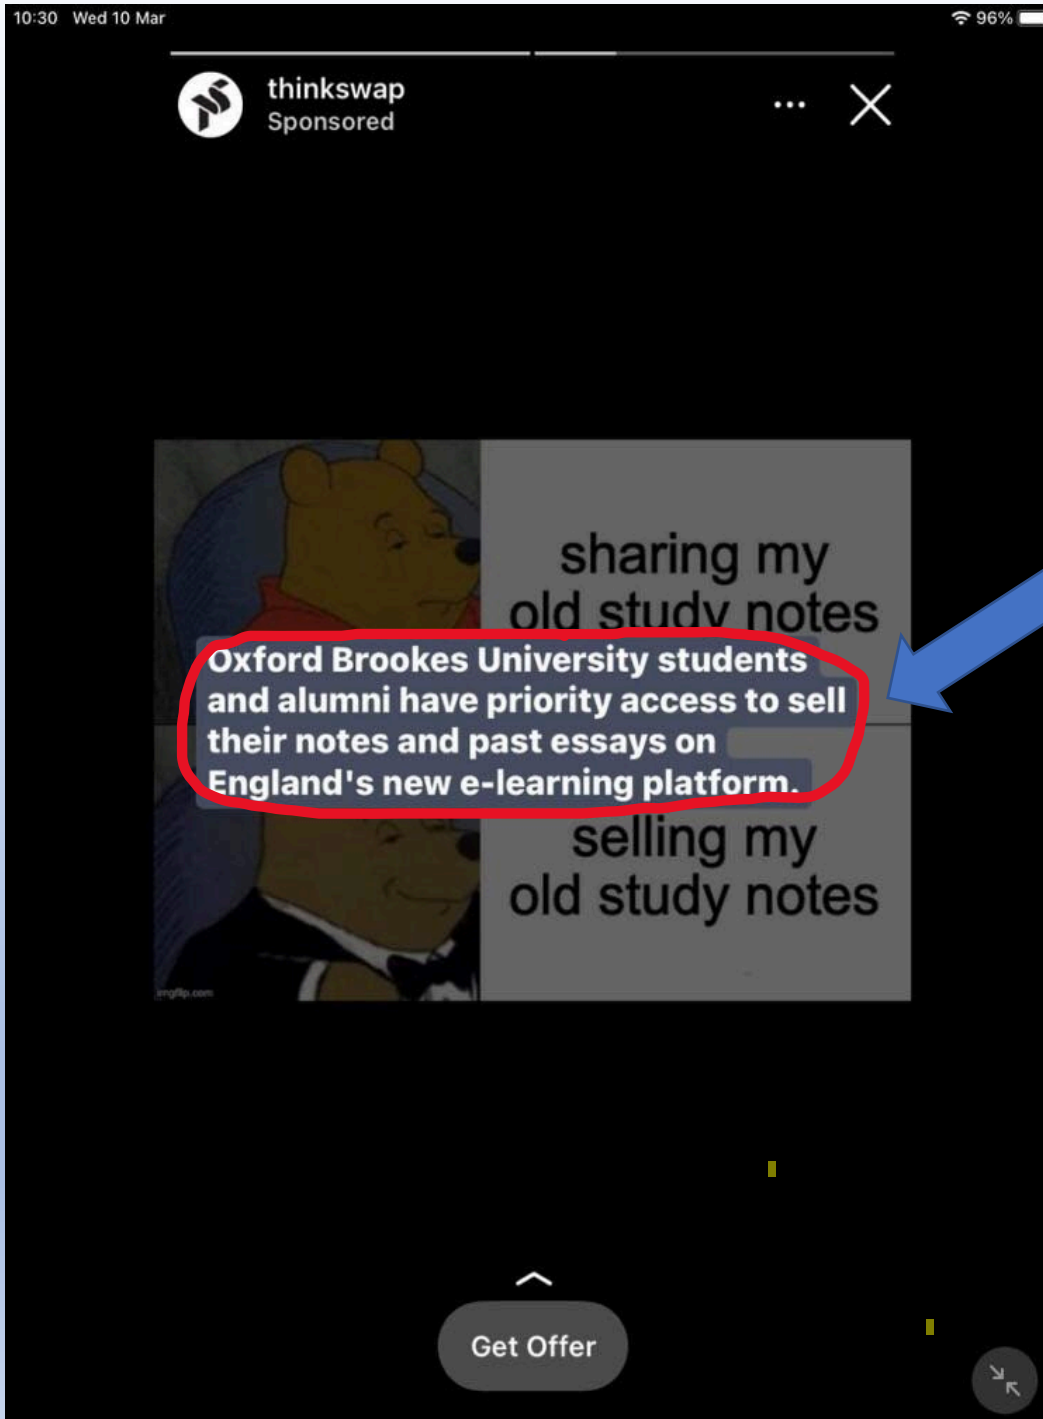 10:30 Wed 10 Mar
96%
thinkswap
Sponsored
sharing my
old study notes
Oxford Brookes University students
and alumni have priority access to sell
their notes and past essays on
England's new e-learning platform.
selling my
old study notes
imgflip.com
Get Offer